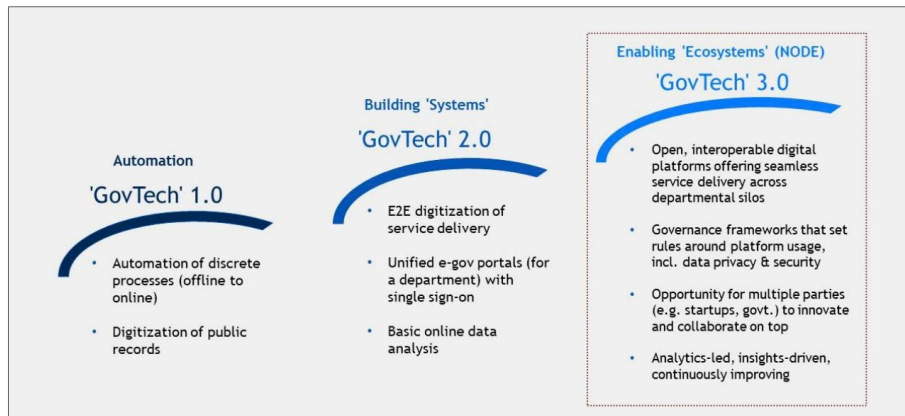 Automation
'GovTech' 1.0
• Automation of discrete
processes (offline to
online)
• Digitization of public
records
Building 'Systems'
'GovTech' 2.0
• E2E digitization of
service delivery
• Unified e-gov portals (for
a department) with
single sign-on
• Basic online data
analysis
Enabling 'Ecosystems' (NODE)
'GovTech' 3.0
• Open, interoperable digital
platforms offering seamless
service delivery across
departmental silos
• Governance frameworks that set
rules around platform usage,
incl. data privacy & security
• Opportunity for multiple parties
(e.g. startups, govt.) to innovate
and collaborate on top
• Analytics-led, insights-driven,
continuously improving